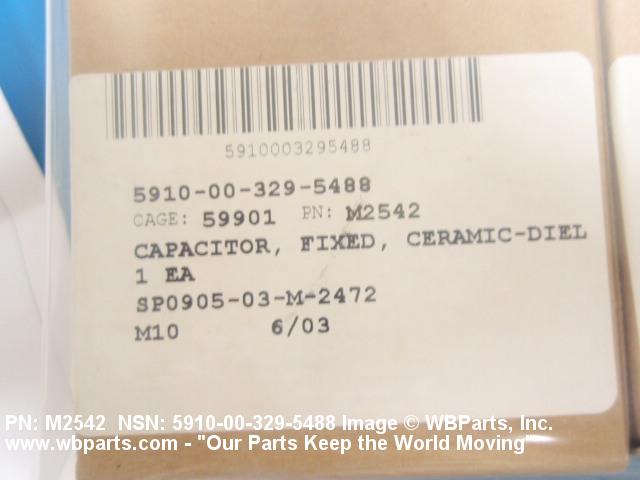 5910003295488
5910-00-329-5488
CAGE: 59901 PN: M2542
CAPACITOR, FIXED, CERAMIC-DIEL
1 EA
SP0905-03-M-2472
M10 6/03
PN: M2542 NSN: 5910-00-329-5488 Image © WBParts, Inc.
www.wbparts.com - "Our Parts Keep the World Moving"